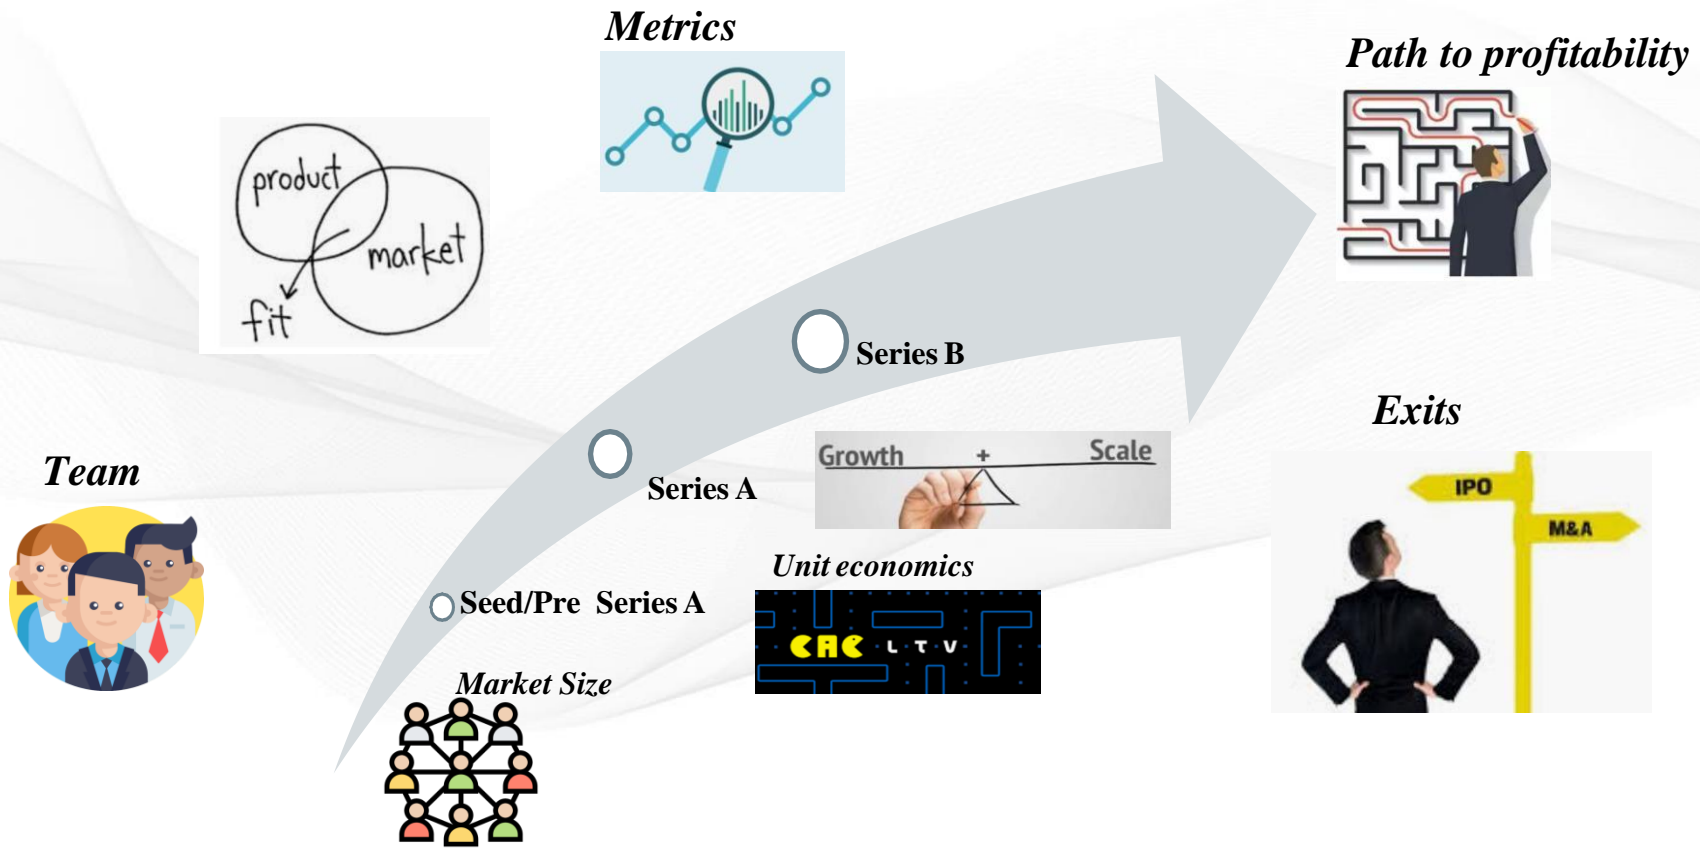 Metrics
Path to profitability
product
market
fit
Series B
Exits
Growth + Scale
Team
Series A
IPO
M&A
Unit economics
Seed/Pre Series A
CAC LTV
Market Size